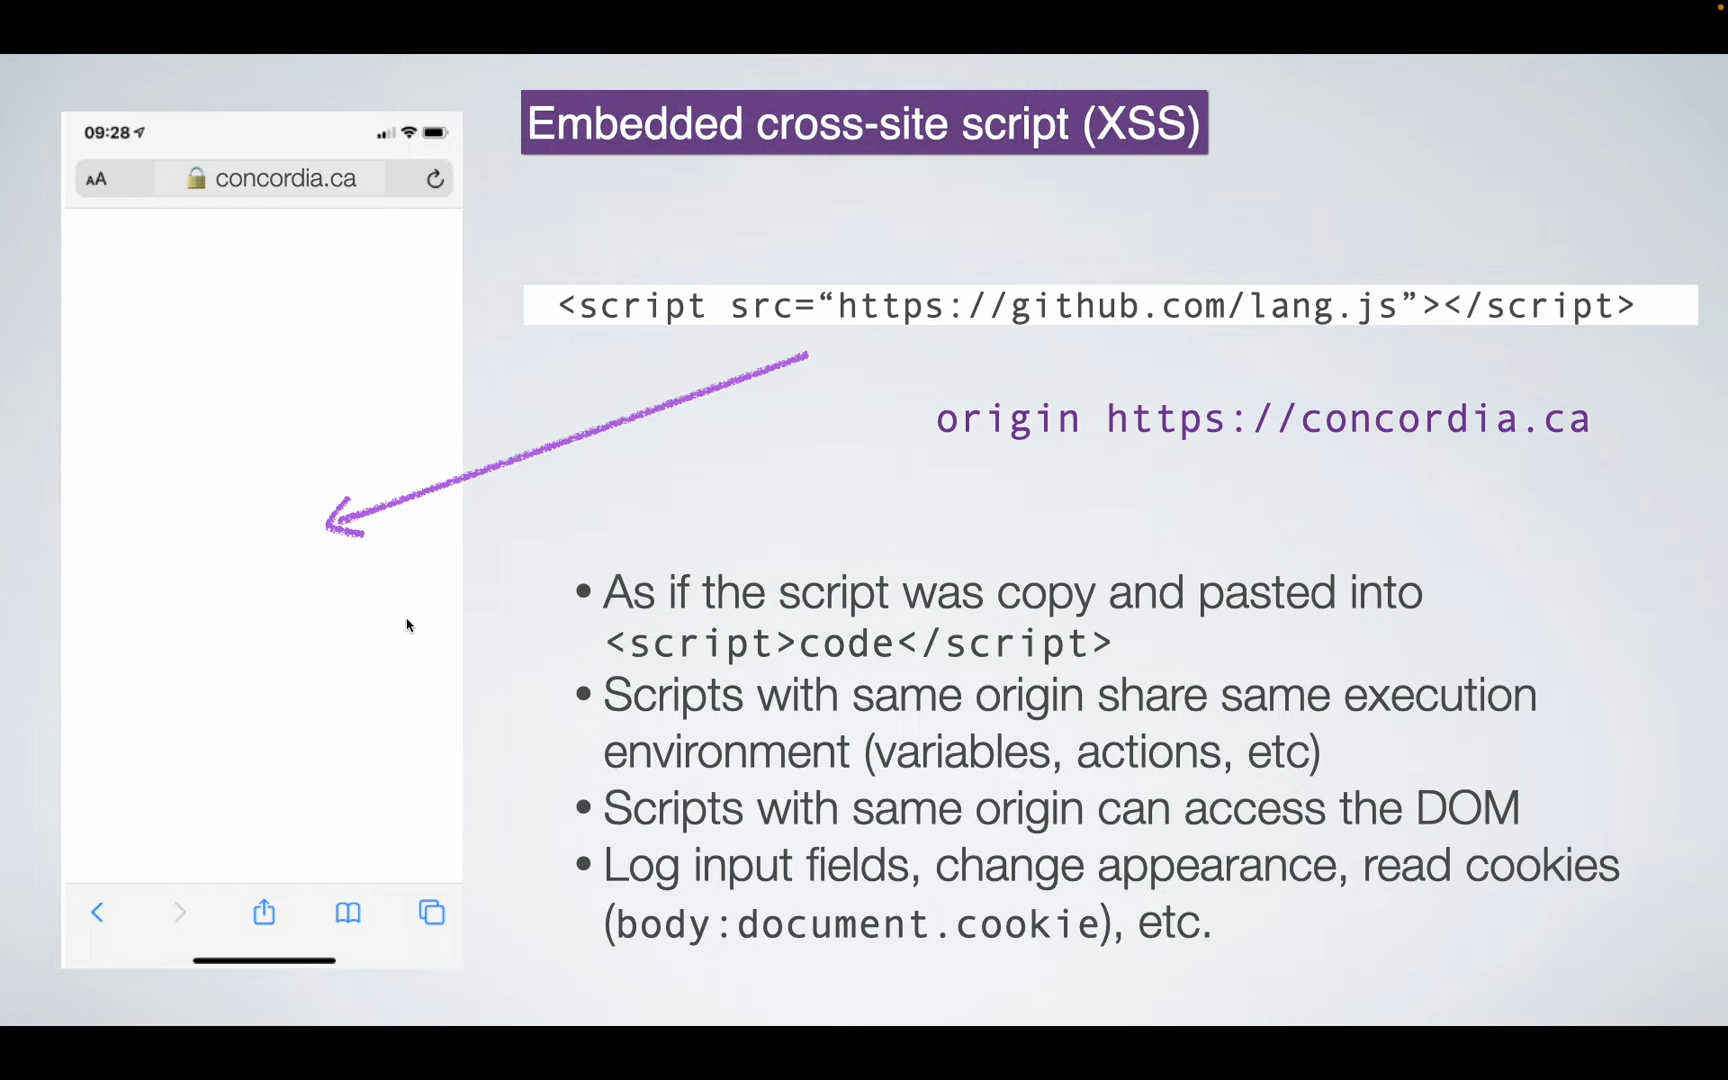 Embedded cross-site script (XSS)
09:28
AA
concordia.ca
<script src=“https://github.com/lang.js”></script>
origin https://concordia.ca
• As if the script was copy and pasted into
<script>code</script>
• Scripts with same origin share same execution
environment (variables, actions, etc)
• Scripts with same origin can access the DOM
• Log input fields, change appearance, read cookies
(body:document.cookie), etc.